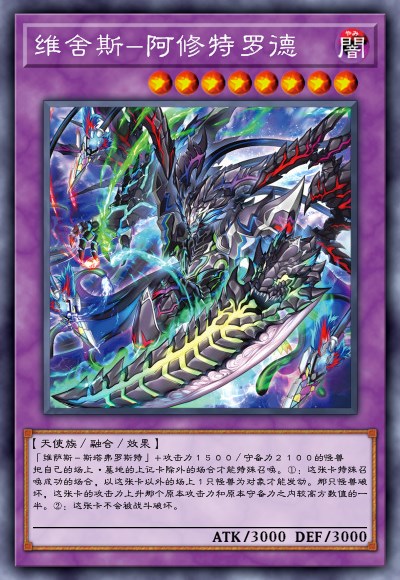 维舍斯-阿修特罗德
やみ
闇
【天使族/融合/效果】
「维萨斯-斯塔弗罗斯特」+攻击力1500/守备力2100的怪兽
把自己的场上·墓地的上记卡除外的场合才能特殊召唤。①:这张卡特殊召
唤成功的场合,以这张卡以外的场上1只怪兽为对象才能发动。那只怪兽破
坏,这张卡的攻击力上升那个原本攻击力和原本守备力之内较高方数值的一
半。②:这张卡不会被战斗破坏。
ATK/3000 DEF/3000